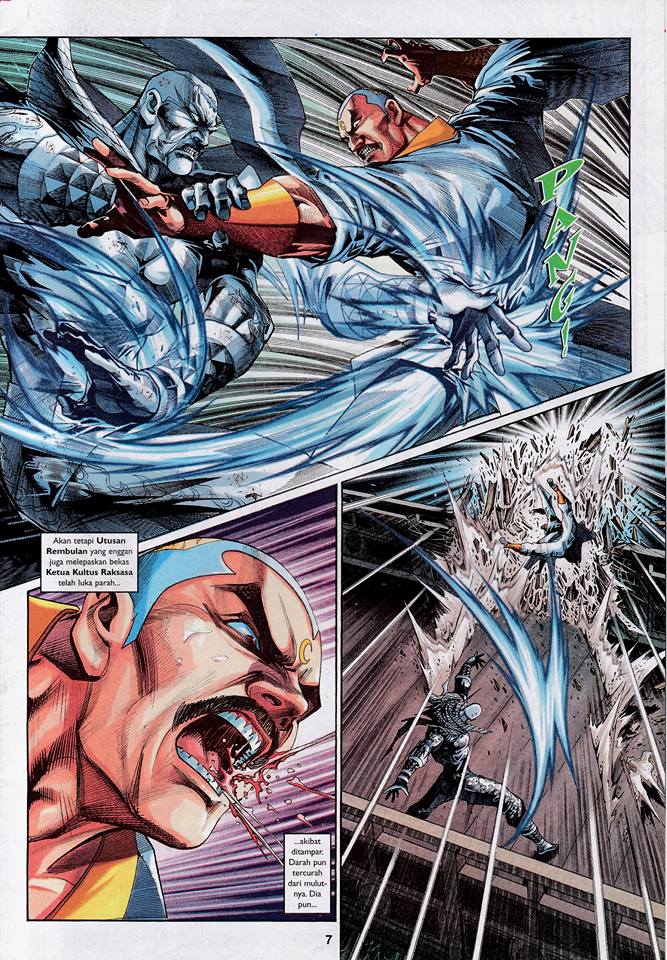 PANG!
Akan tetapi Utusan
Rembulan yang enggan
juga melepaskan bekas
Ketua Kultus Raksasa
telah luka parah...
...akibat
ditampar.
Darah pun
tercurah
dari mulut-
nya. Dia
pun...
7